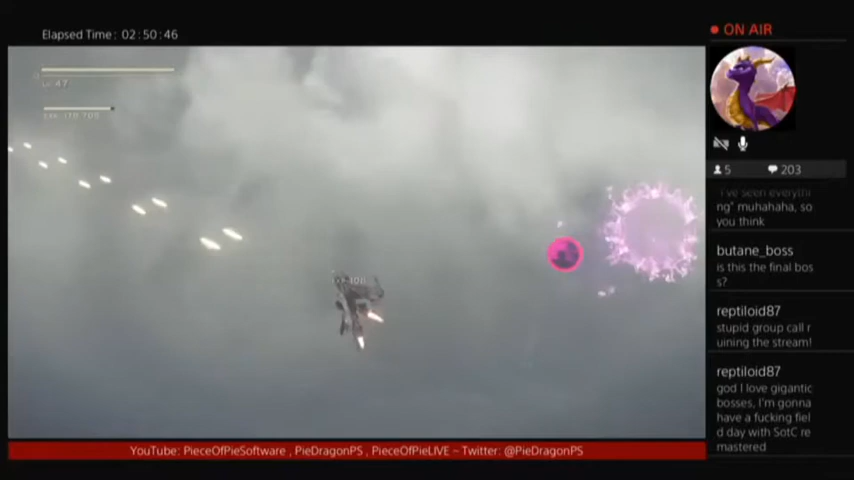 Elapsed Time: 02:50:46
ON AIR
5
203
"I've seen everythi
ng" muhahaha, so
you think
butane_boss
is this the final bos
s?
reptiloid87
stupid group call r
uining the stream!
reptiloid87
god I love gigantic
bosses, I'm gonna
have a fucking fiel
d day with SotC re
mastered
YouTube: PieceOfPieSoftware , PieDragonPS , PieceOfPieLIVE ~ Twitter: @PieDragonPS